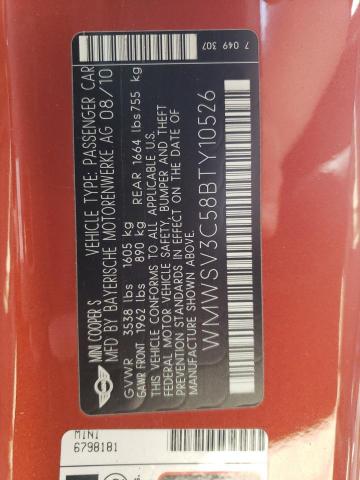 MINI COOPER S
VEHICLE TYPE: PASSENGER CAR
MFD BY BAYERISCHE MOTORENWERKE AG 08/10
GVWR 3538 lbs 1605 kg
GAWR FRONT 1962 lbs 890 kg REAR 1664 lbs 755 kg
THIS VEHICLE CONFORMS TO ALL APPLICABLE U.S.
FEDERAL MOTOR VEHICLE SAFETY, BUMPER AND THEFT
PREVENTION STANDARDS IN EFFECT ON THE DATE OF
MANUFACTURE SHOWN ABOVE.
WMWSV3C58BTY10526
7 049 307
MINI
6798181